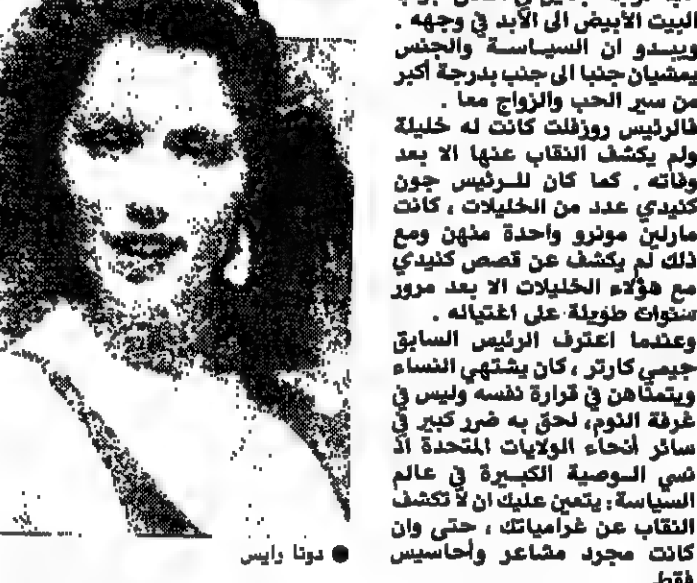 البيت الأبيض الى الأبد في وجهه .
ويبدو ان السياسة والجنس
يمشيان جنبا الى جنب بدرجة أكبر
من سير الحب والزواج معا .
فالرئيس روزفلت كانت له خليلة
ولم يكشف النقاب عنها الا بعد
وفاته . كما كان للرئيس جون
كنيدي عدد من الخليلات ، كانت
مارلين مونرو واحدة منهن ومع
ذلك لم يكشف عن قصص كنيدي
مع هؤلاء الخليلات الا بعد مرور
سنوات طويلة على اغتياله .
وعندما اعترف الرئيس السابق
جيمي كارتر ، كان يشتهي النساء
ويتمناهن في قرارة نفسه وليس في
غرفة النوم، لحق به ضرر كبير في
سائر أنحاء الولايات المتحدة اذ
نسي الوصية الكبيرة في عالم
السياسة : يتعين عليك ان لا تكشف
النقاب عن غرامياتك ، حتى وان
كانت مجرد مشاعر وأحاسيس
فقط
● دونا رايس